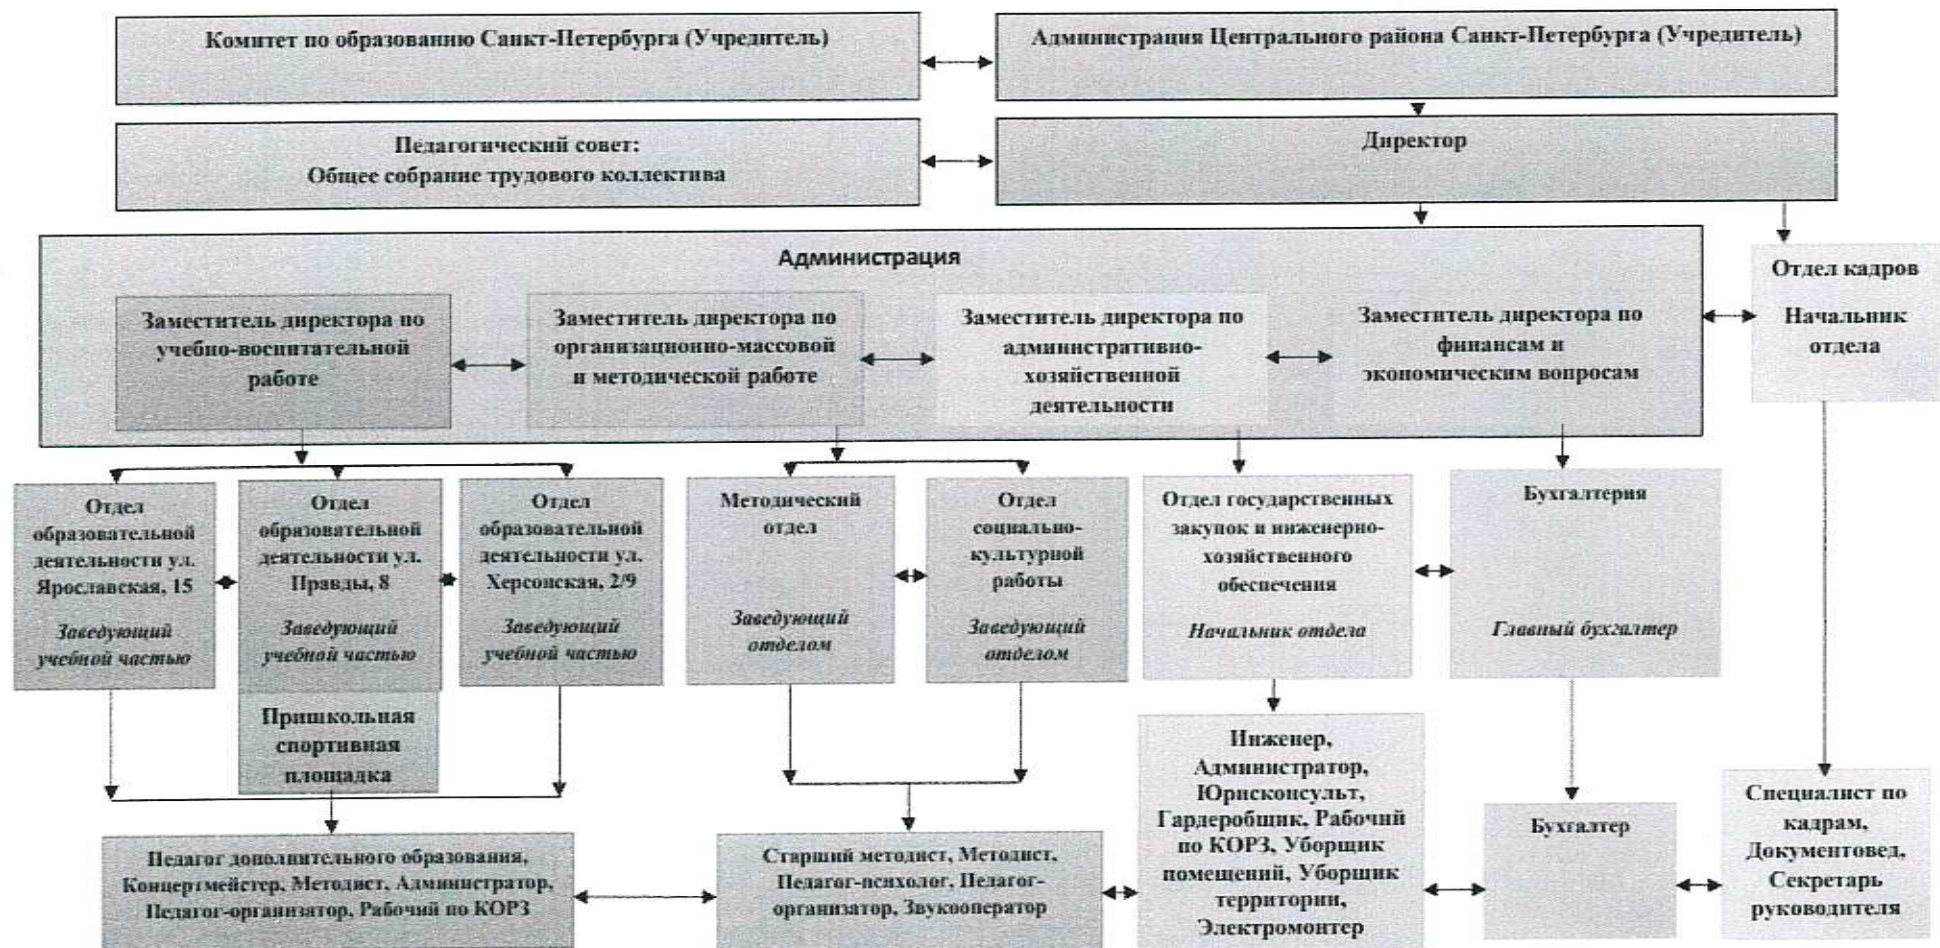 Комитет по образованию Санкт-Петербурга (Учредитель)
Администрация Центрального района Санкт-Петербурга (Учредитель)
Педагогический совет:
Общее собрание трудового коллектива
Директор
Администрация
Заместитель директора по
учебно-воспитательной
работе
Заместитель директора по
организационно-массовой
и методической работе
Заместитель директора по
административно-
хозяйственной
деятельности
Заместитель директора по
финансам и
экономическим вопросам
Отдел кадров
Начальник
отдела
Отдел
образовательной
деятельности ул.
Ярославская, 15
Заведующий
учебной частью
Отдел
образовательной
деятельности ул.
Правды, 8
Заведующий
учебной частью
Отдел
образовательной
деятельности ул.
Херсонская, 2/9
Заведующий
учебной частью
Методический
отдел
Заведующий
отделом
Отдел
социально-
культурной
работы
Заведующий
отделом
Отдел государственных
закупок и инженерно-
хозяйственного
обеспечения
Начальник отдела
Бухгалтерия
Главный бухгалтер
Пришкольная
спортивная
площадка
Педагог дополнительного образования,
Концертмейстер, Методист, Администратор,
Педагог-организатор, Рабочий по КОРЗ
Старший методист, Методист,
Педагог-психолог, Педагог-
организатор, Звукооператор
Инженер,
Администратор,
Юрисконсульт,
Гардеробщик, Рабочий
по КОРЗ, Уборщик
помещений, Уборщик
территории,
Электромонтер
Бухгалтер
Специалист по
кадрам,
Документовед,
Секретарь
руководителя